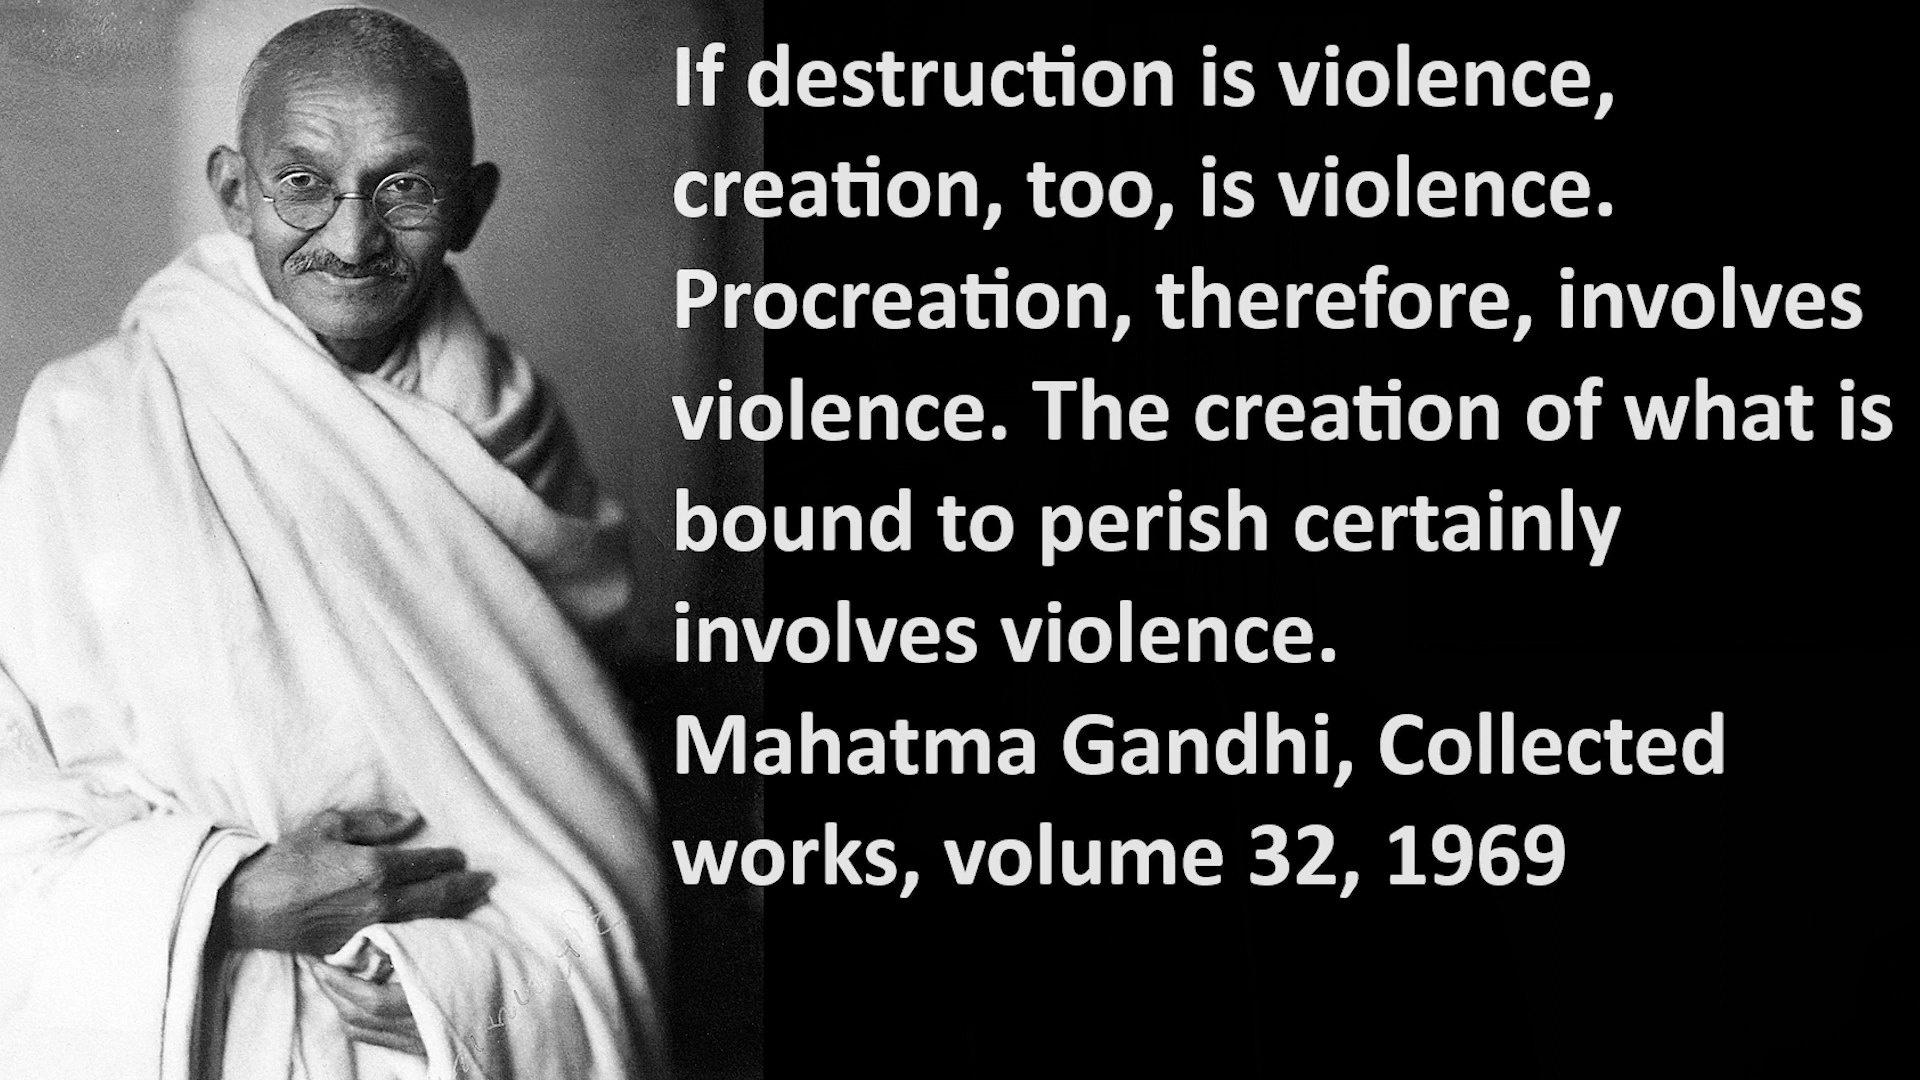 If destruction is violence,
creation, too, is violence.
Procreation, therefore, involves
violence. The creation of what is
bound to perish certainly
involves violence.
Mahatma Gandhi, Collected
works, volume 32, 1969